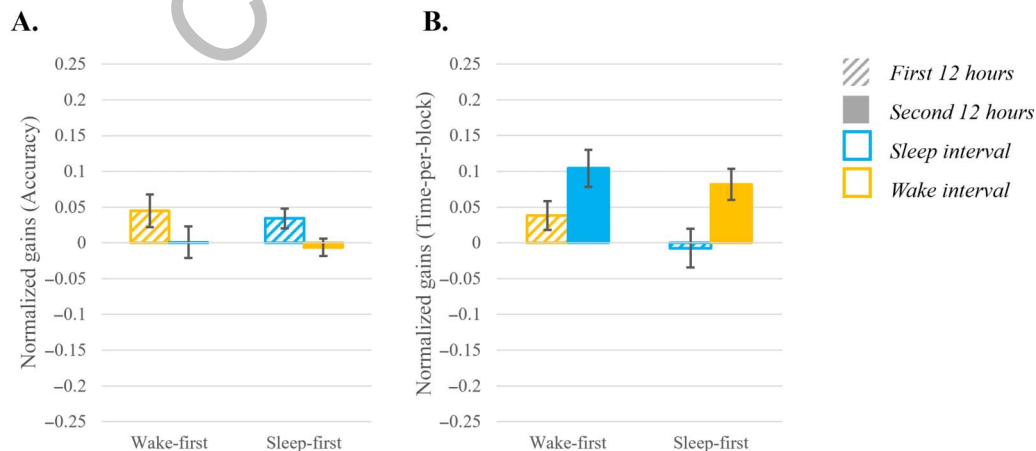 A.
Normalized gains (Accuracy)
0.25
0.2
0.15
0.1
0.05
0
−0.05
−0.1
−0.15
−0.2
−0.25
Wake-first Sleep-first
B.
Normalized gains (Time-per-block)
0.25
0.2
0.15
0.1
0.05
0
−0.05
−0.1
−0.15
−0.2
−0.25
Wake-first Sleep-first
First 12 hours
Second 12 hours
Sleep interval
Wake interval